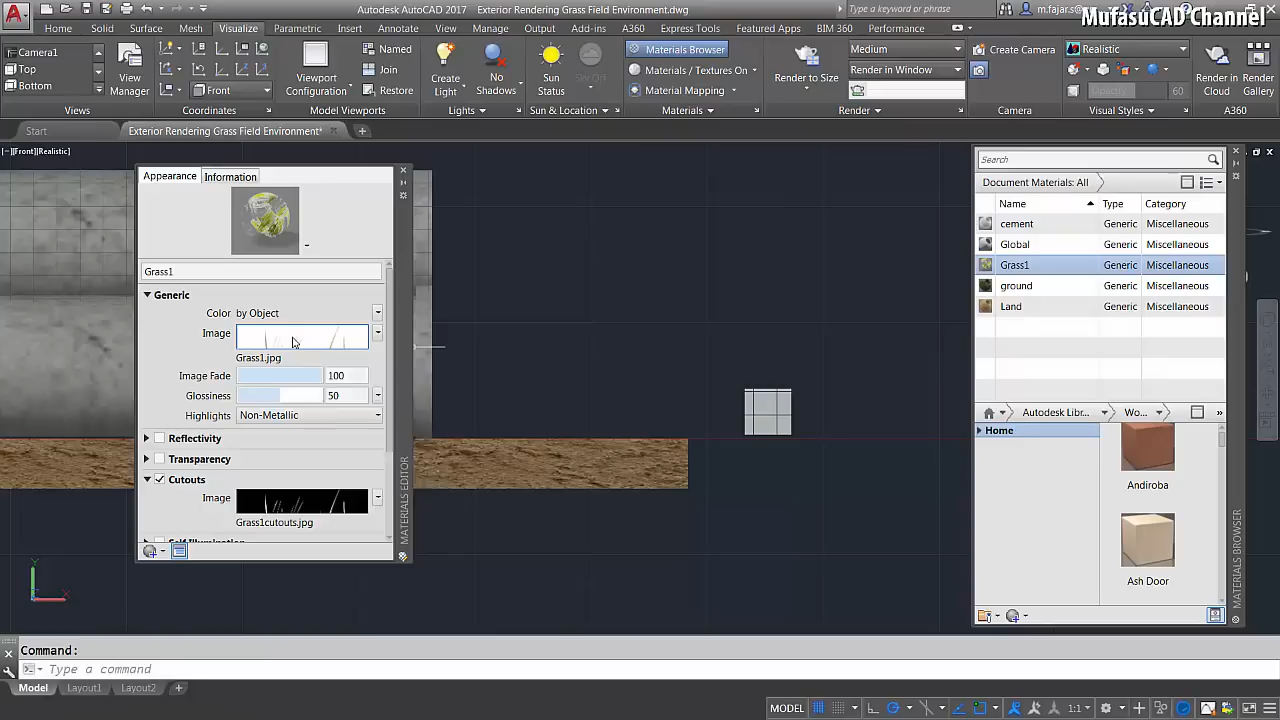 Autodesk AutoCAD 2017 Exterior Rendering Grass Field Environment.dwg
Type a keyword or phrase
m.fajar.s...
MufasuCAD Channel
Home Solid Surface Mesh Visualize Parametric Insert Annotate View Manage Output Add-ins A360 Express Tools Featured Apps BIM 360 Performance
Camera1
Top
Bottom
View
Manager
Views
Front
Coordinates
Viewport
Configuration
Named
Join
Restore
Model Viewports
Create
Light
No
Shadows
Lights
Sun
Status
Sky Off
Sun & Location
Materials Browser
Materials / Textures On
Material Mapping
Materials
Render to Size
Medium
Render in Window
Render
Create Camera
Camera
Realistic
Opacity 60
Visual Styles
Render in
Cloud
Render
Gallery
A360
Start
Exterior Rendering Grass Field Environment*
[−][Front][Realistic]
Appearance
Information
Grass1
Generic
Color by Object
Image
Grass1.jpg
Image Fade 100
Glossiness 50
Highlights Non-Metallic
Reflectivity
Transparency
Cutouts
Image
Grass1cutouts.jpg
Self Illumination
MATERIALS EDITOR
Search
Document Materials: All
Name Type Category
cement Generic Miscellaneous
Global Generic Miscellaneous
Grass1 Generic Miscellaneous
ground Generic Miscellaneous
Land Generic Miscellaneous
Autodesk Libr... Wo... »
Home
Andiroba
Ash Door
MATERIALS BROWSER
Y
X
Command:
Type a command
Model Layout1 Layout2 +
MODEL
1:1